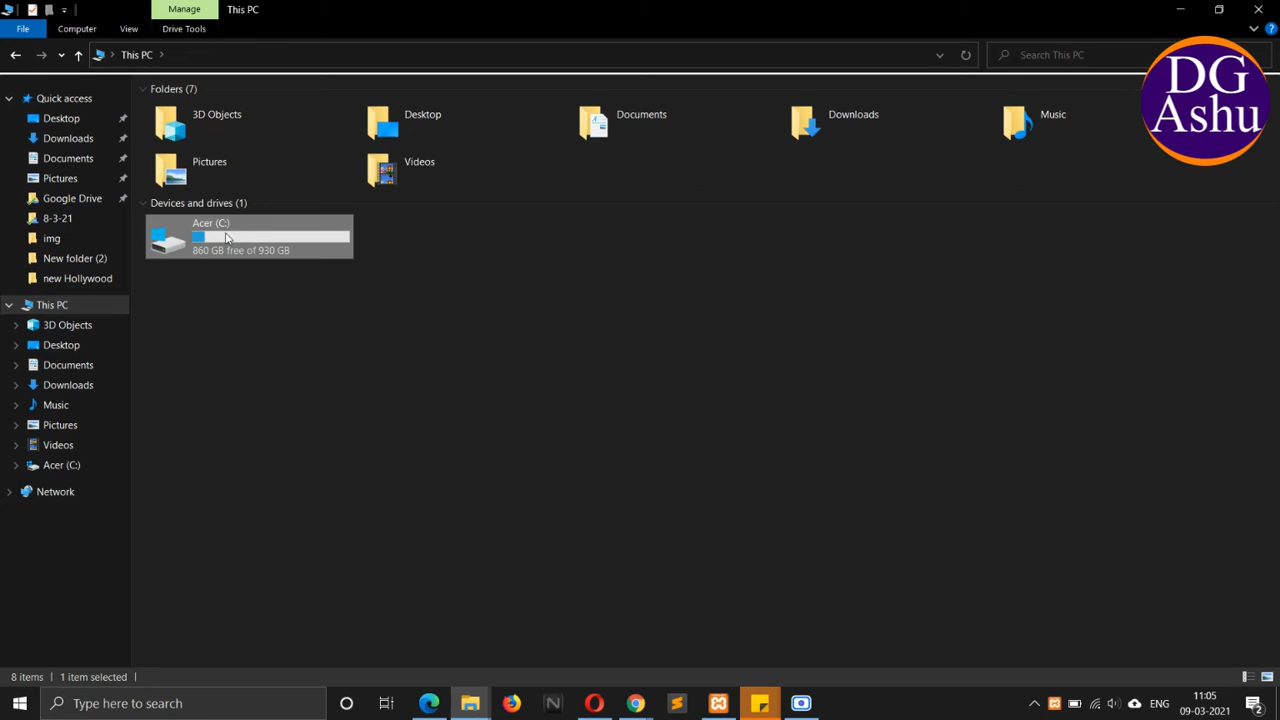 Manage
This PC
File
Computer
View
Drive Tools
This PC
Search This PC
DG
Ashu
Quick access
Desktop
Downloads
Documents
Pictures
Google Drive
8-3-21
img
New folder (2)
new Hollywood
This PC
3D Objects
Desktop
Documents
Downloads
Music
Pictures
Videos
Acer (C:)
Network
Folders (7)
3D Objects
Desktop
Documents
Downloads
Music
Pictures
Videos
Devices and drives (1)
Acer (C:)
860 GB free of 930 GB
8 items
1 item selected
Type here to search
ENG
11:05
09-03-2021
2